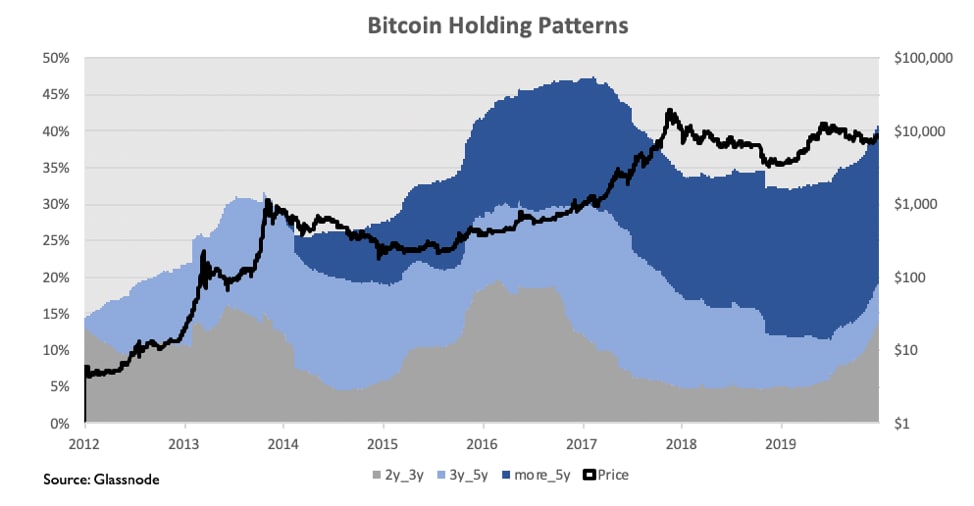 Bitcoin Holding Patterns
50% $100,000
45%
40% $10,000
35%
30% $1,000
25%
20% $100
15%
10% $10
5%
0% $1
2012 2013 2014 2015 2016 2017 2018 2019
2y_3y 3y_5y more_5y Price
Source: Glassnode